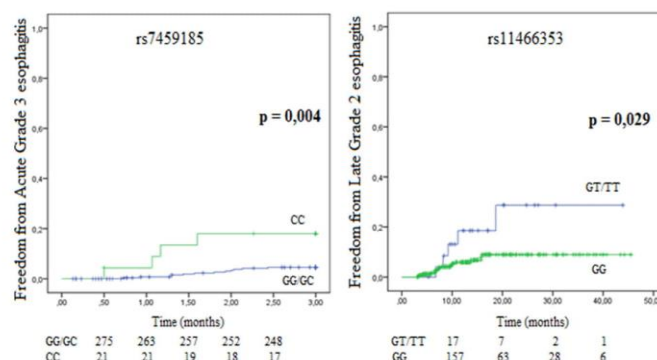 rs7459185
Freedom from Acute Grade 3 esophagitis
1,0
0,8
0,6
0,4
0,2
0,0
p = 0,004
CC
GG/GC
,00 ,50 1,00 1,50 2,00 2,50 3,00
Time (months)
GG/GC 275 263 257 252 248
CC 21 21 19 18 17
rs11466353
Freedom from Late Grade 2 esophagitis
1,0
0,8
0,6
0,4
0,2
0,0
p = 0,029
GT/TT
GG
,00 10,00 20,00 30,00 40,00 50,0
Time (months)
GT/TT 17 7 2 1
GG 157 63 28 6